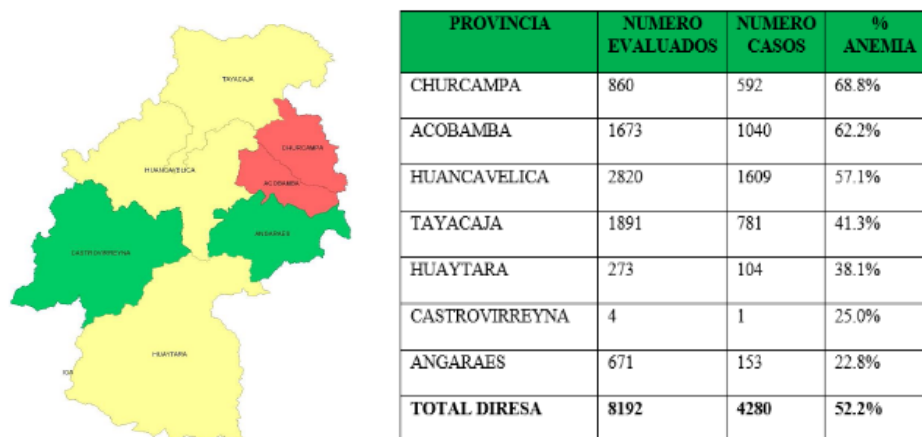 TAYACAJA
CHURCAMPA
HUANCAVELICA
ACOBAMBA
ANGARAES
CASTROVIRREYNA
HUAYTARA
ICA
PROVINCIA NUMERO EVALUADOS NUMERO CASOS % ANEMIA
CHURCAMPA 860 592 68.8%
ACOBAMBA 1673 1040 62.2%
HUANCAVELICA 2820 1609 57.1%
TAYACAJA 1891 781 41.3%
HUAYTARA 273 104 38.1%
CASTROVIRREYNA 4 1 25.0%
ANGARAES 671 153 22.8%
TOTAL DIRESA 8192 4280 52.2%